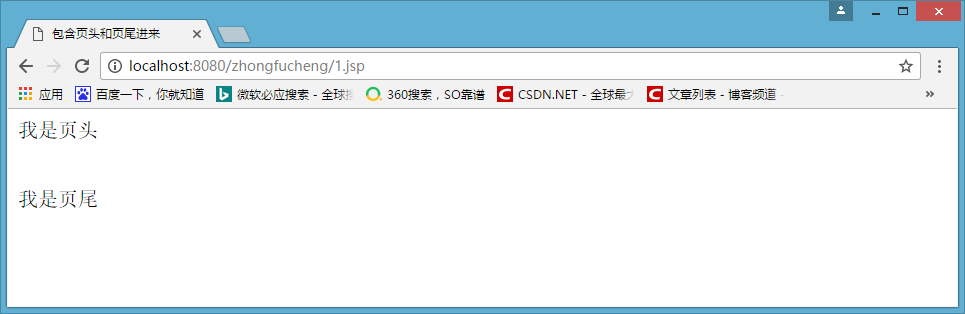 包含页头和页尾进来
localhost:8080/zhongfucheng/1.jsp
应用 百度一下，你就知道 微软必应搜索 - 全球 360搜索，SO靠谱 CSDN.NET - 全球最 文章列表 - 博客频道 -
我是页头
我是页尾